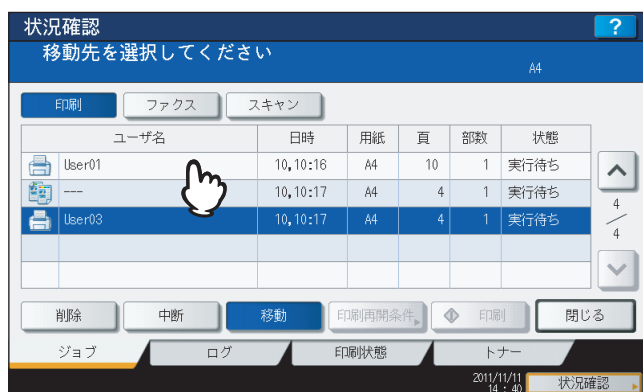 状況確認 ?
移動先を選択してください
A4
印刷 ファクス スキャン
ユーザ名 日時 用紙 頁 部数 状態
User01 10,10:16 A4 10 1 実行待ち
--- 10,10:17 A4 4 1 実行待ち
User03 10,10:17 A4 4 1 実行待ち
4
4
削除 中断 移動 印刷再開条件 印刷 閉じる
ジョブ ログ 印刷状態 トナー
2011/11/11
14 : 40 状況確認